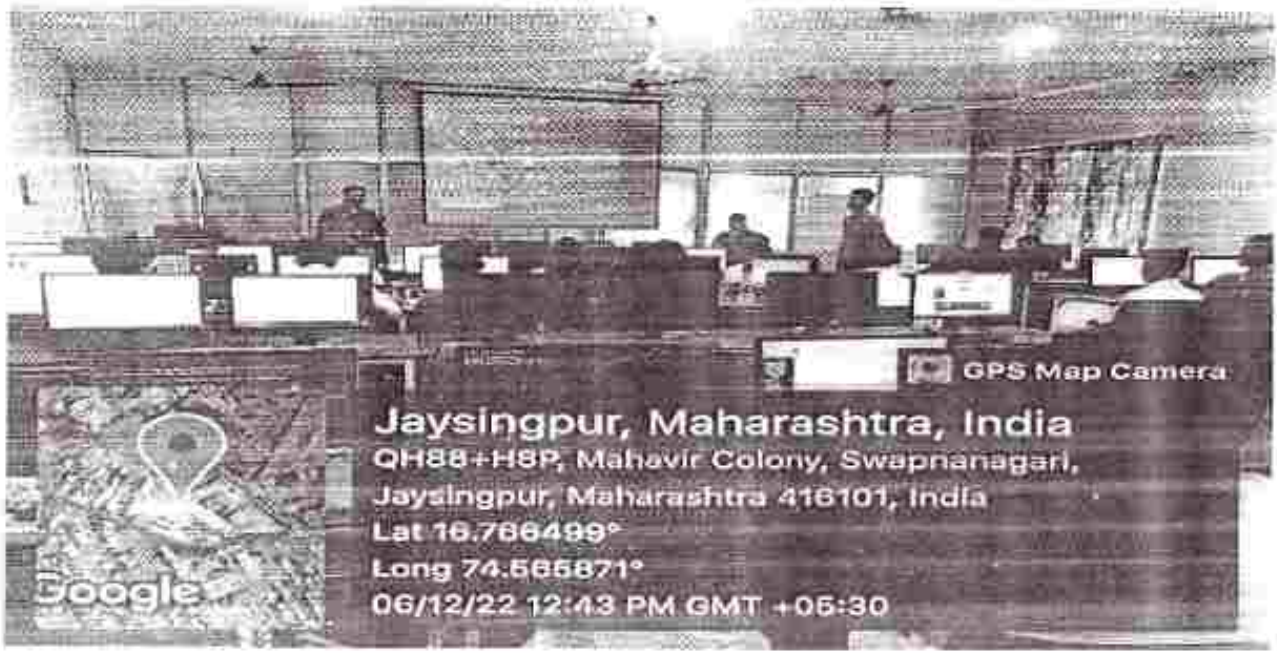 GPS Map Camera
Jaysingpur, Maharashtra, India
QH88+H8P, Mahavir Colony, Swapnanagari,
Jaysingpur, Maharashtra 416101, India
Lat 16.766499°
Long 74.565871°
06/12/22 12:43 PM GMT +05:30
Google